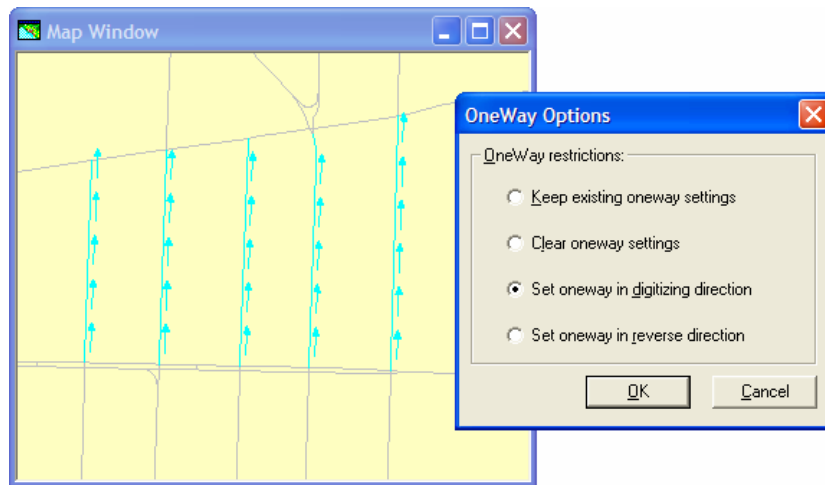 Map Window
OneWay Options
OneWay restrictions:
Keep existing oneway settings
Clear oneway settings
Set oneway in digitizing direction
Set oneway in reverse direction
OK
Cancel